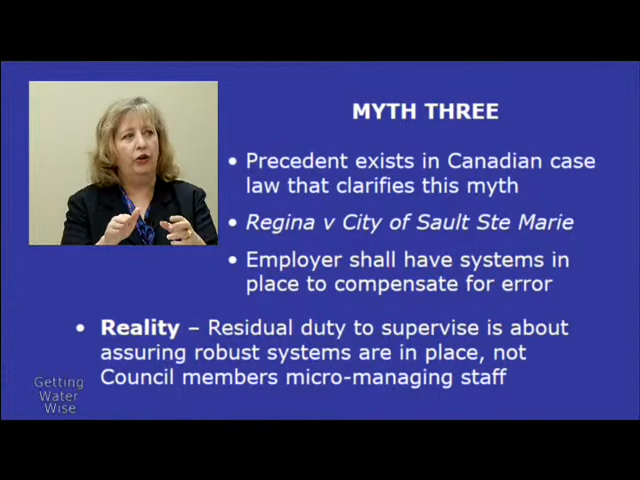 MYTH THREE
• Precedent exists in Canadian case
law that clarifies this myth
• Regina v City of Sault Ste Marie
• Employer shall have systems in
place to compensate for error
• Reality – Residual duty to supervise is about
assuring robust systems are in place, not
Council members micro-managing staff
Getting
Water
Wise